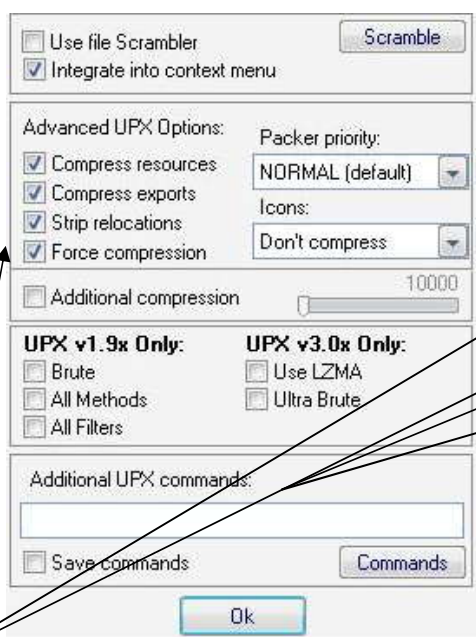 Use file Scrambler
Scramble
Integrate into context menu
Advanced UPX Options:
Packer priority:
Compress resources
NORMAL (default)
Compress exports
Icons:
Strip relocations
Don't compress
Force compression
10000
Additional compression
UPX v1.9x Only:
UPX v3.0x Only:
Brute
Use LZMA
All Methods
Ultra Brute
All Filters
Additional UPX commands:
Save commands
Commands
Ok